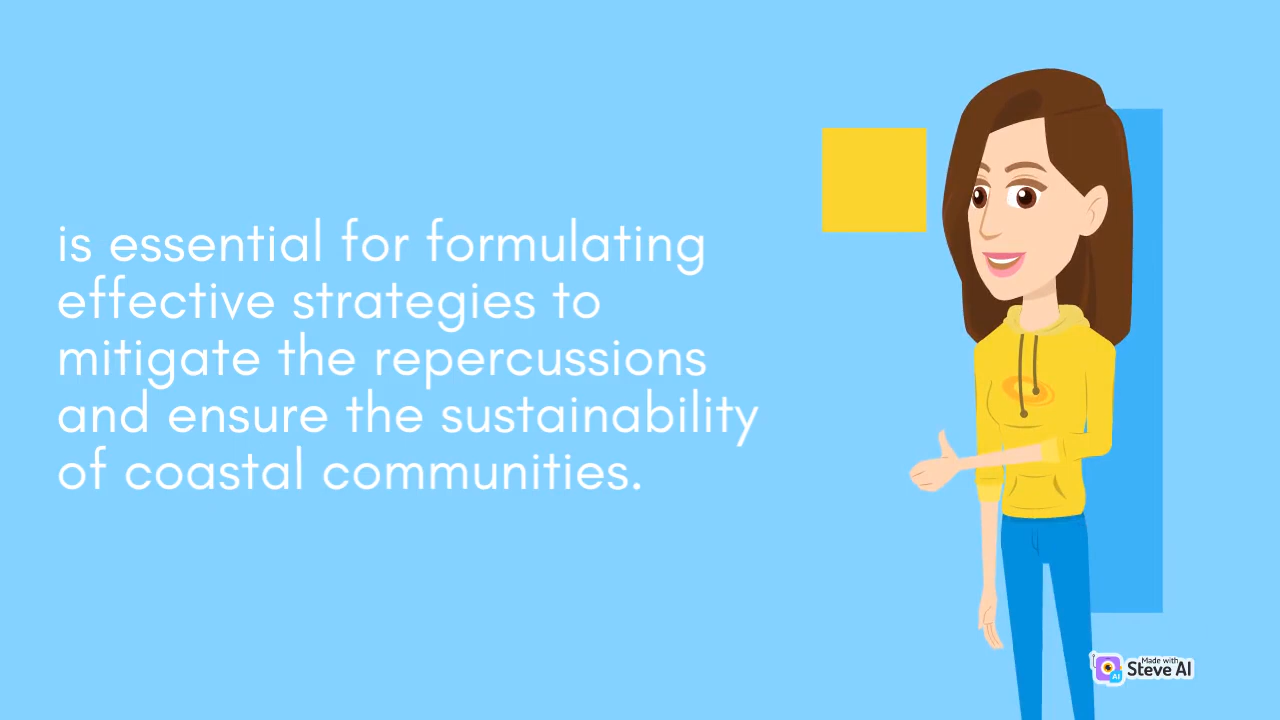 is essential for formulating
effective strategies to
mitigate the repercussions
and ensure the sustainability
of coastal communities.
Made with
Steve AI
AI